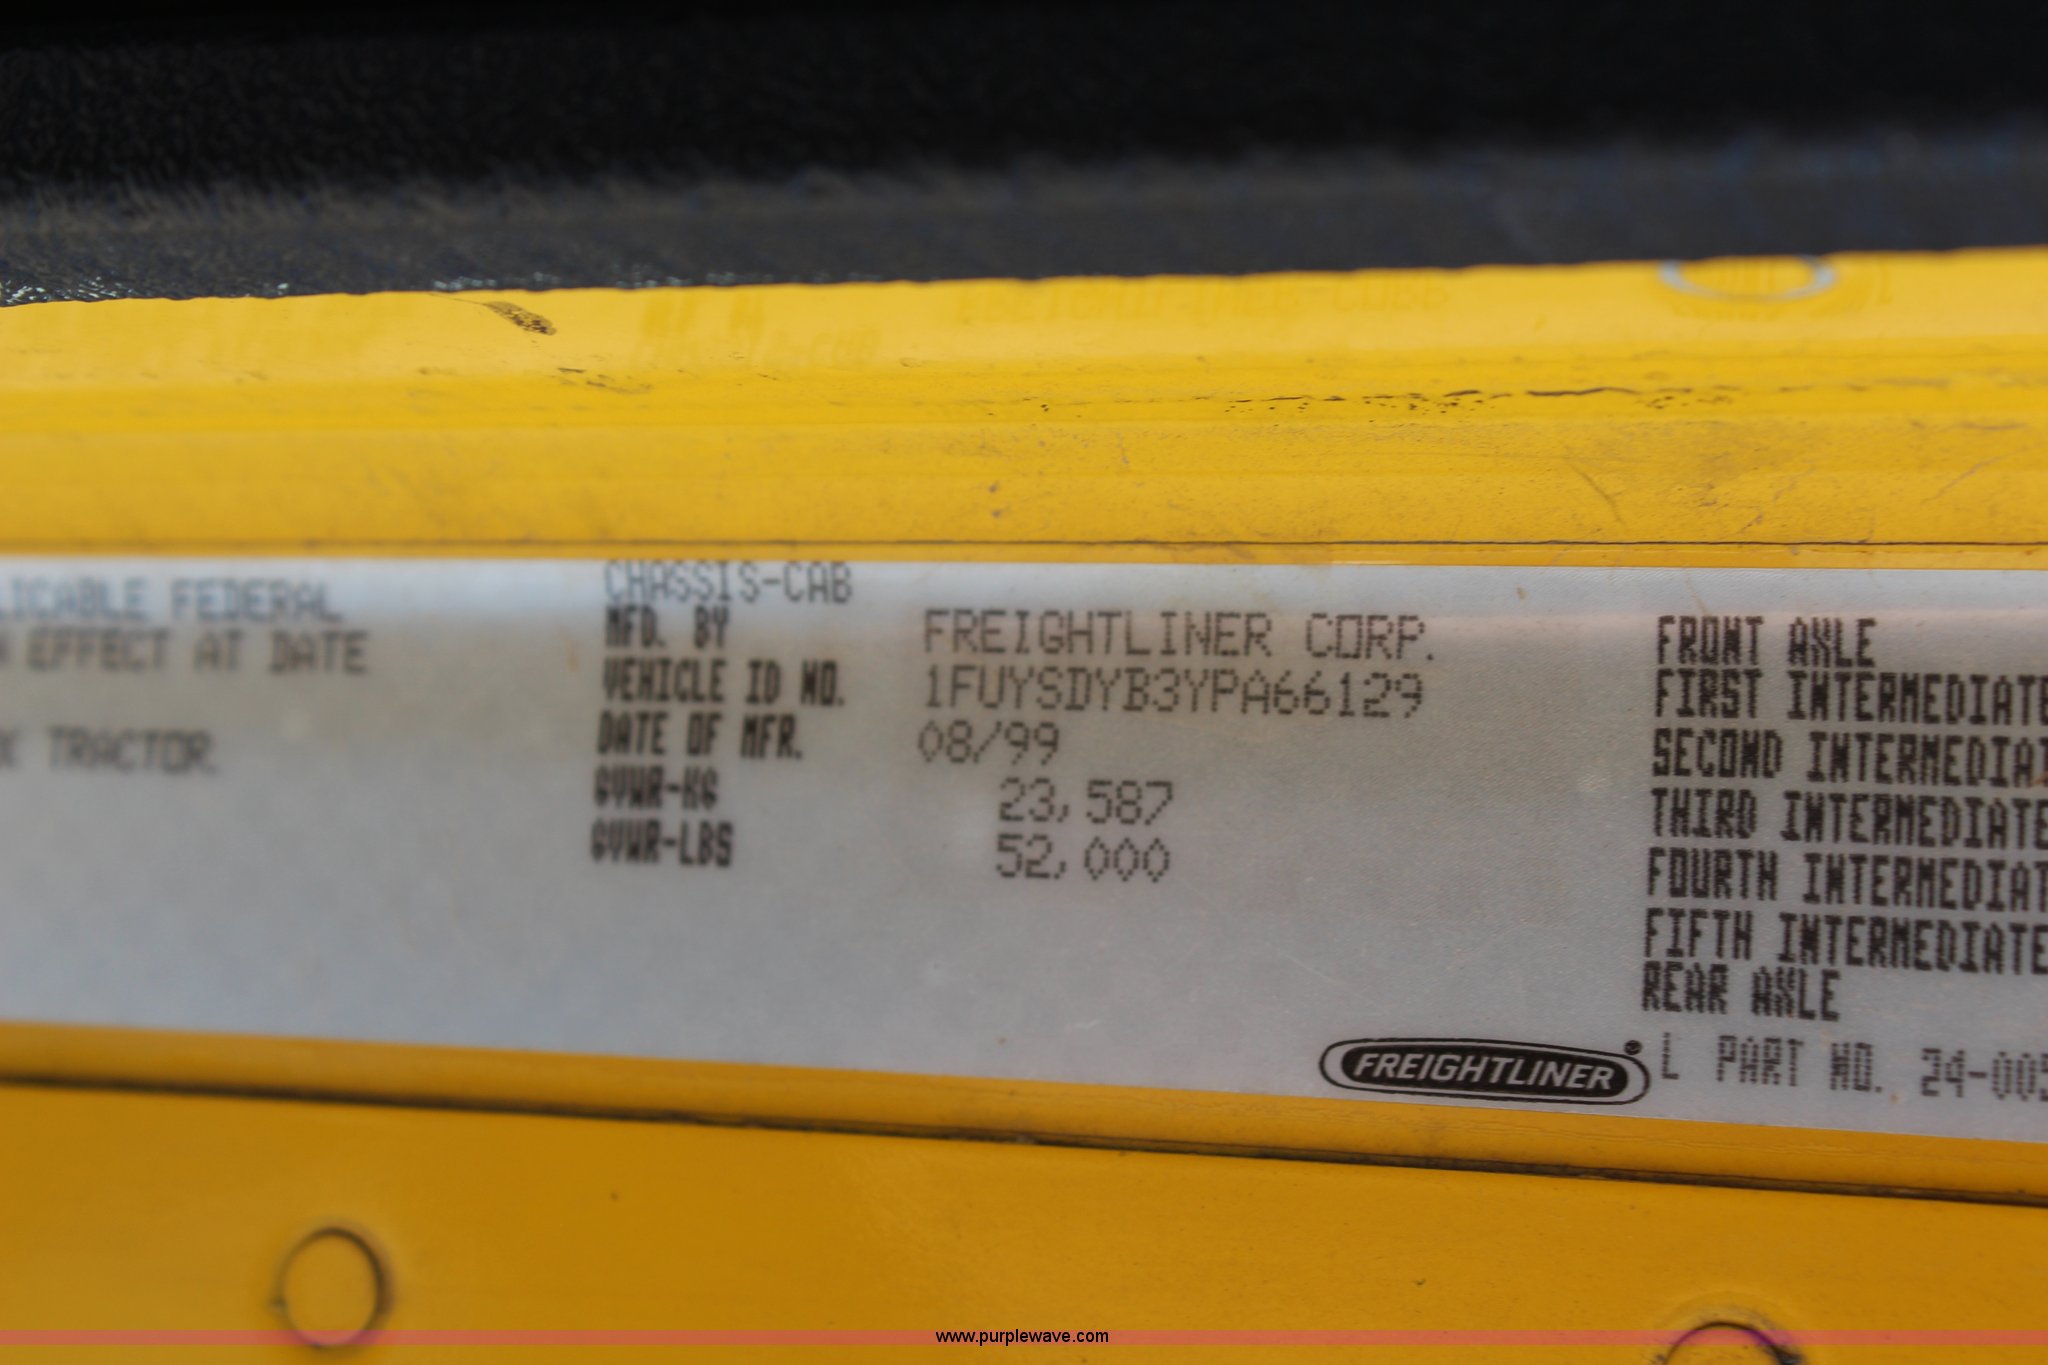 LICABLE FEDERAL
EFFECT AT DATE
TRACTOR
CHASSIS-CAB
MFD. BY FREIGHTLINER CORP.
VEHICLE ID NO. 1FUYSDYB3YPA66129
DATE OF MFR. 08/99
GVWR-KG 23,587
GVWR-LBS 52,000
FRONT AXLE
FIRST INTERMEDIATE
SECOND INTERMEDIAT
THIRD INTERMEDIATE
FOURTH INTERMEDIAT
FIFTH INTERMEDIATE
REAR AXLE
FREIGHTLINER®
L PART NO. 24-005
www.purplewave.com